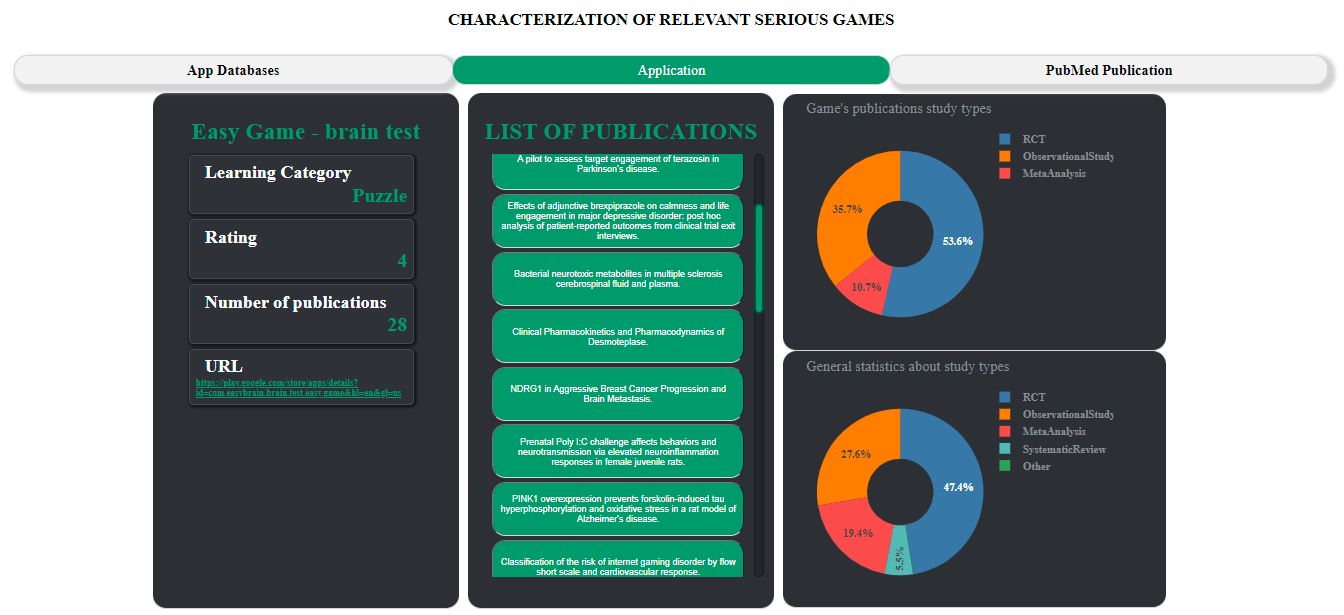 CHARACTERIZATION OF RELEVANT SERIOUS GAMES
App Databases
Application
PubMed Publication
Easy Game - brain test
Learning Category
Puzzle
Rating
4
Number of publications
28
URL
https://play.google.com/store/apps/details?
id=com.easybrain.brain.test.easy.game&hl=en&gl=us
LIST OF PUBLICATIONS
A pilot to assess target engagement of terazosin in
Parkinson's disease.
Effects of adjunctive brexpiprazole on calmness and life
engagement in major depressive disorder: post hoc
analysis of patient-reported outcomes from clinical trial exit
interviews.
Bacterial neurotoxic metabolites in multiple sclerosis
cerebrospinal fluid and plasma.
Clinical Pharmacokinetics and Pharmacodynamics of
Desmoteplase.
NDRG1 in Aggressive Breast Cancer Progression and
Brain Metastasis.
Prenatal Poly I:C challenge affects behaviors and
neurotransmission via elevated neuroinflammation
responses in female juvenile rats.
PINK1 overexpression prevents forskolin-induced tau
hyperphosphorylation and oxidative stress in a rat model of
Alzheimer's disease.
Classification of the risk of internet gaming disorder by flow
short scale and cardiovascular response.
Game's publications study types
RCT
ObservationalStudy
MetaAnalysis
35.7%
53.6%
10.7%
General statistics about study types
RCT
ObservationalStudy
MetaAnalysis
SystematicReview
Other
27.6%
47.4%
19.4%
5.5%